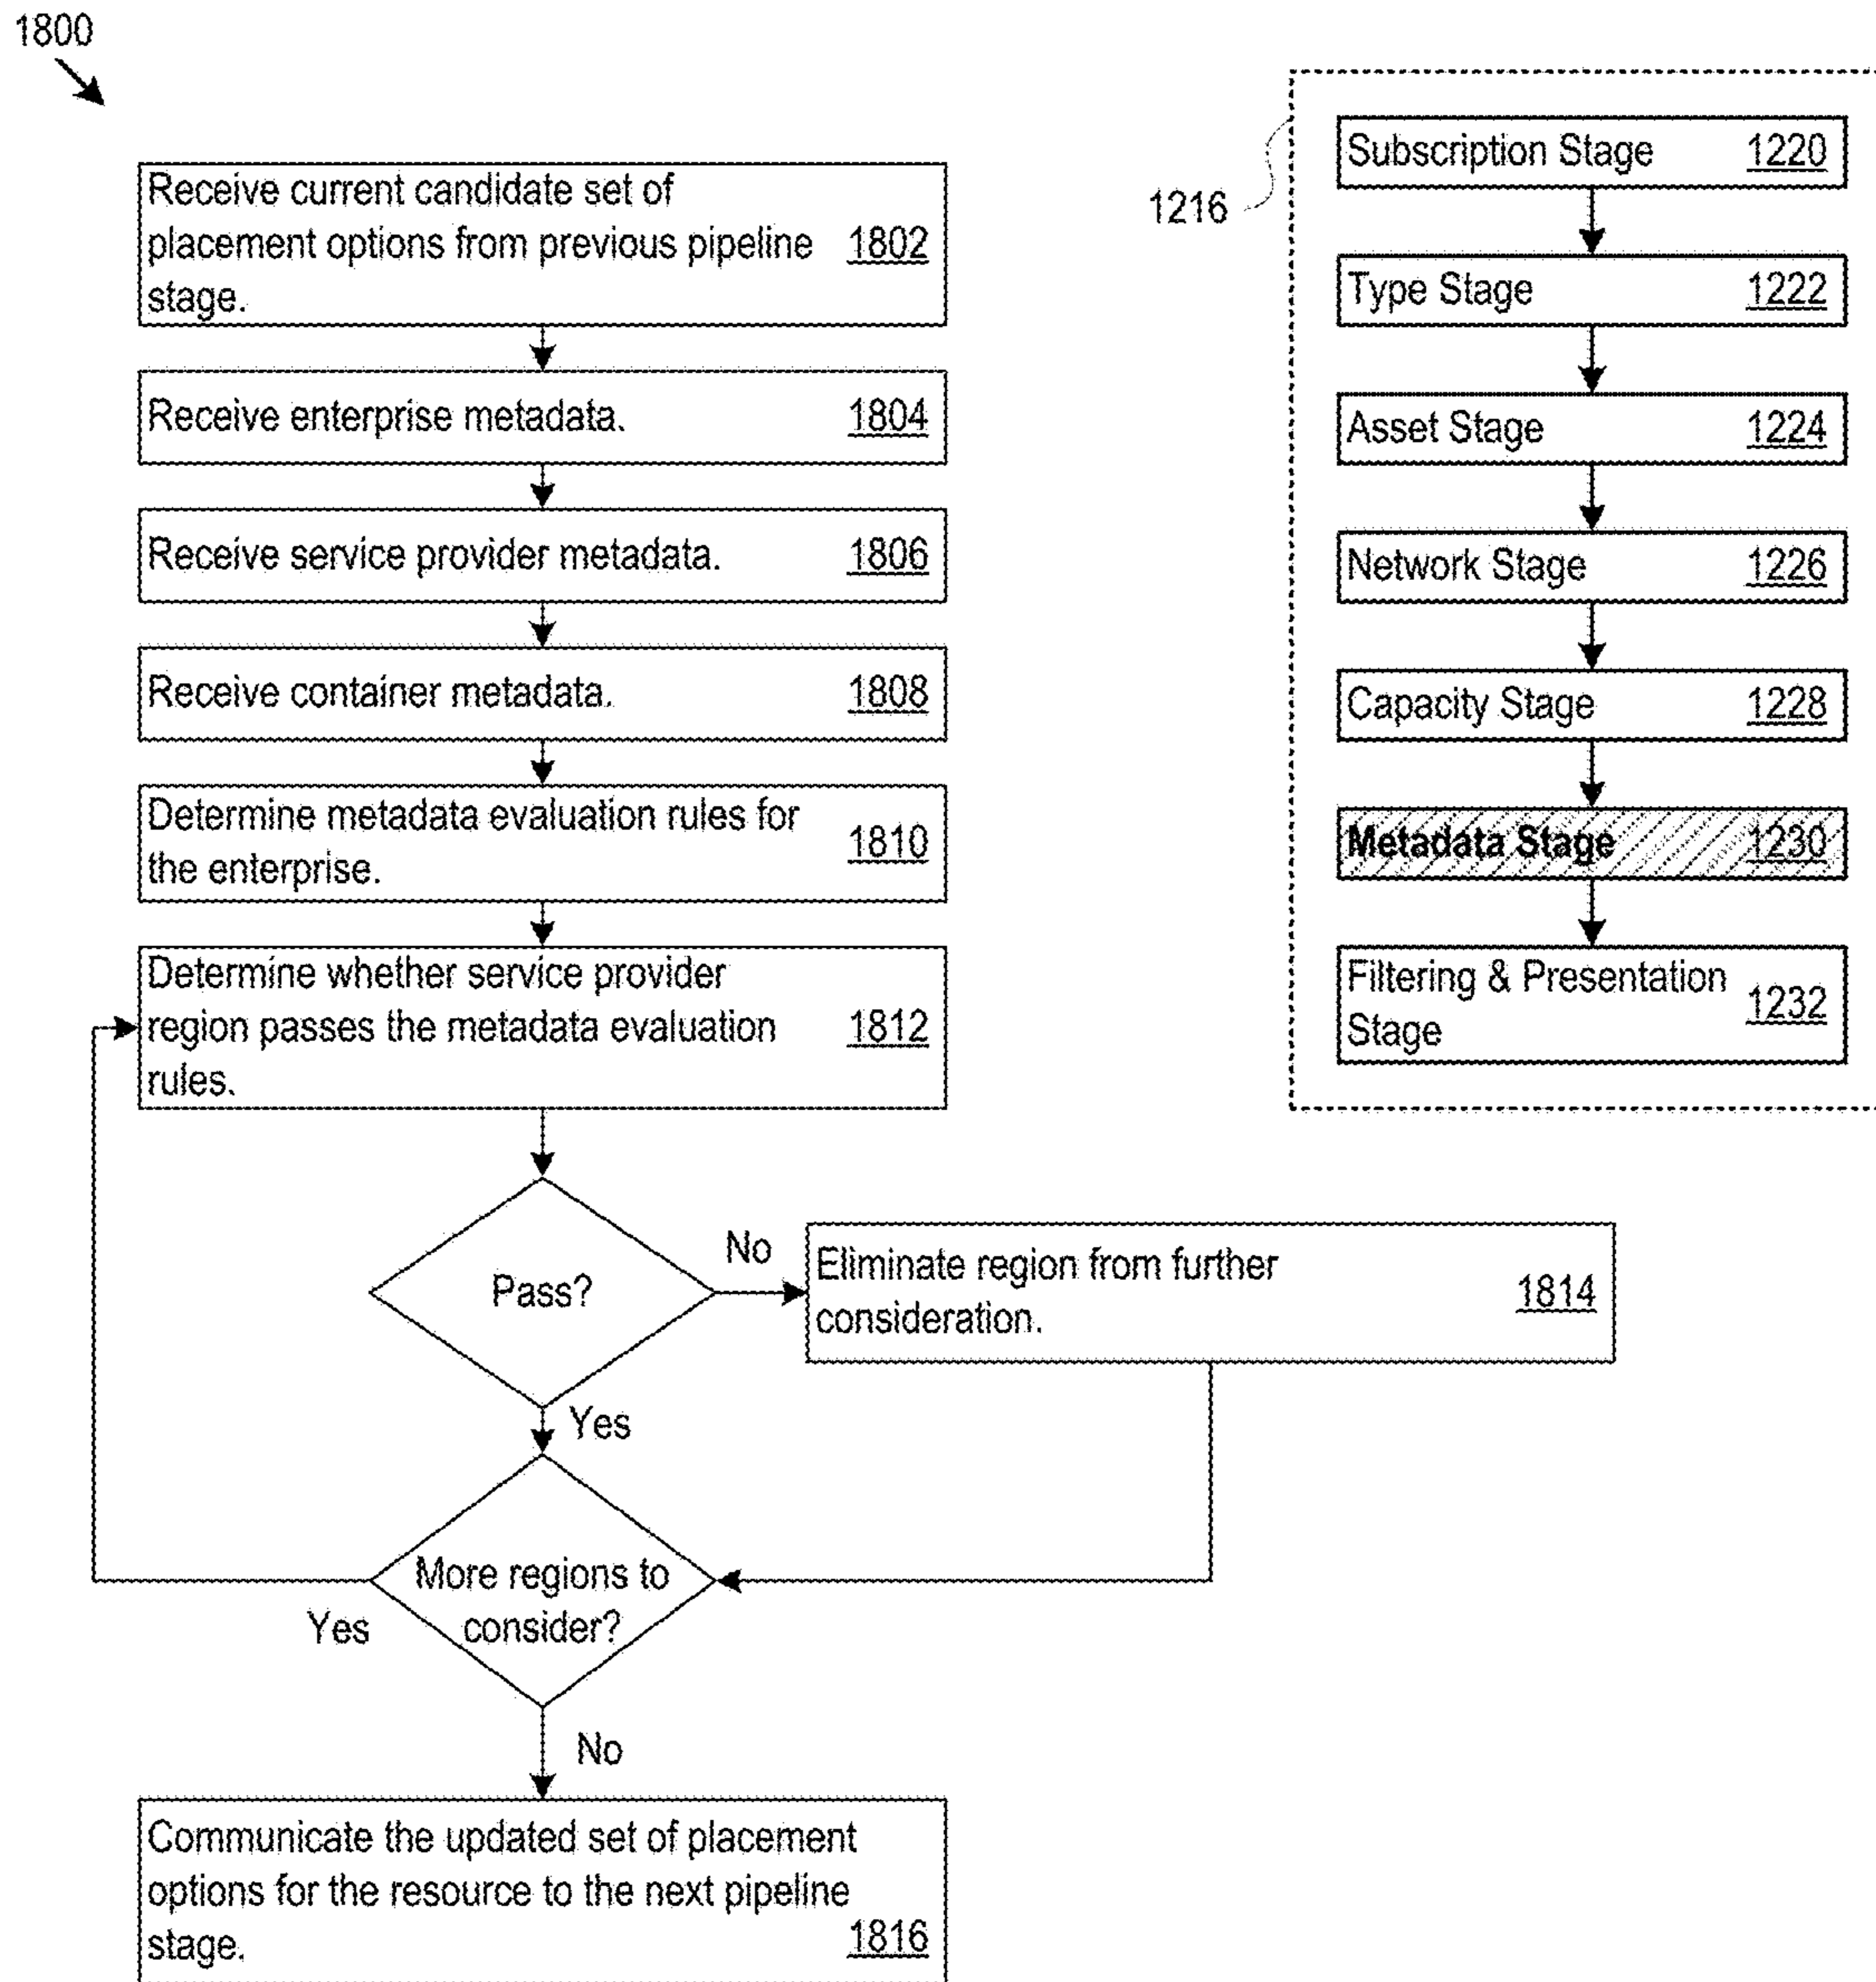 1800
Receive current candidate set of
placement options from previous pipeline 1802
stage.
Receive enterprise metadata. 1804
Receive service provider metadata. 1806
Receive container metadata. 1808
Determine metadata evaluation rules for
the enterprise. 1810
Determine whether service provider
region passes the metadata evaluation 1812
rules.
Pass?
No
Eliminate region from further
consideration. 1814
Yes
More regions to
consider?
Yes
No
Communicate the updated set of placement
options for the resource to the next pipeline
stage. 1816
1216
Subscription Stage 1220
Type Stage 1222
Asset Stage 1224
Network Stage 1226
Capacity Stage 1228
Metadata Stage 1230
Filtering & Presentation
Stage 1232